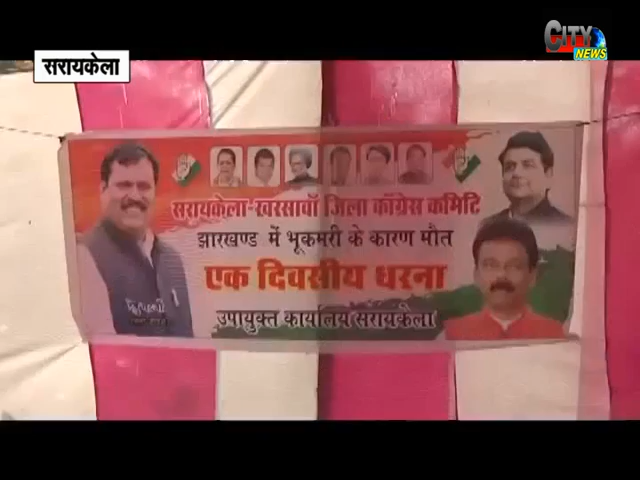 CITY
NEWS
सरायकेला
सरायकेला-खरसावाँ जिला काँग्रेस कमिटि
झारखण्ड में भूकमरी के कारण मौत
एक दिवसीय धरना
उपायुक्त कार्यालय सरायकेला